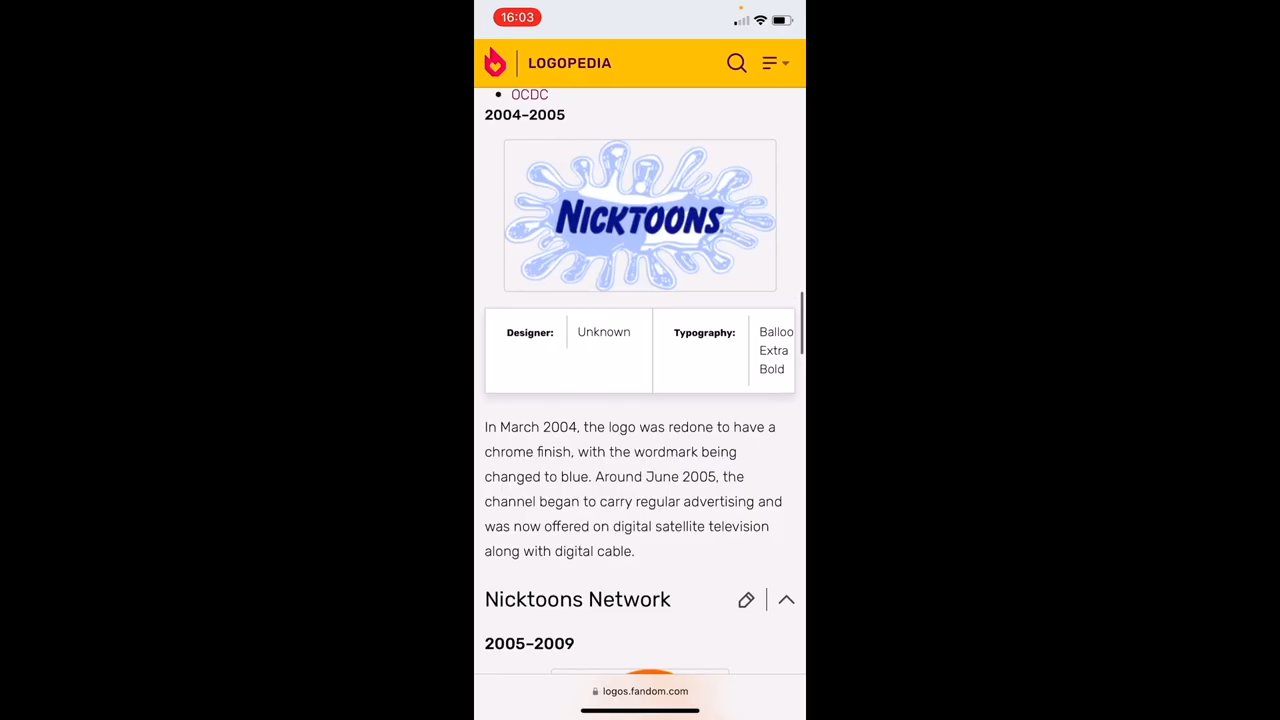 16:03
LOGOPEDIA
OCDC
2004–2005
NICKTOONS
Designer:
Unknown
Typography:
Balloo
Extra
Bold
In March 2004, the logo was redone to have a
chrome finish, with the wordmark being
changed to blue. Around June 2005, the
channel began to carry regular advertising and
was now offered on digital satellite television
along with digital cable.
Nicktoons Network
2005–2009
logos.fandom.com